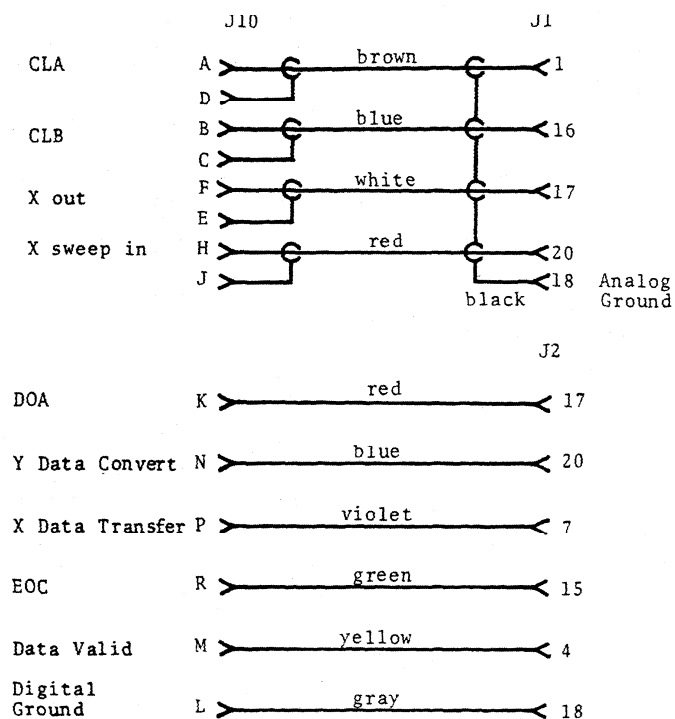 J10 J1
CLA A brown 1
D
CLB B blue 16
C
X out F white 17
E
X sweep in H red 20
J 18 Analog
black Ground
J2
DOA K red 17
Y Data Convert N blue 20
X Data Transfer P violet 7
EOC R green 15
Data Valid M yellow 4
Digital
Ground L gray 18